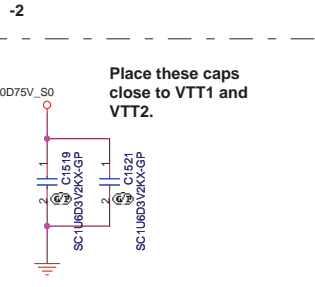 -2
0D75V_S0
Place these caps
close to VTT1 and
VTT2.
1
2
C1519
SC1U6D3V2KX-GP
1
2
C1521
SC1U6D3V2KX-GP